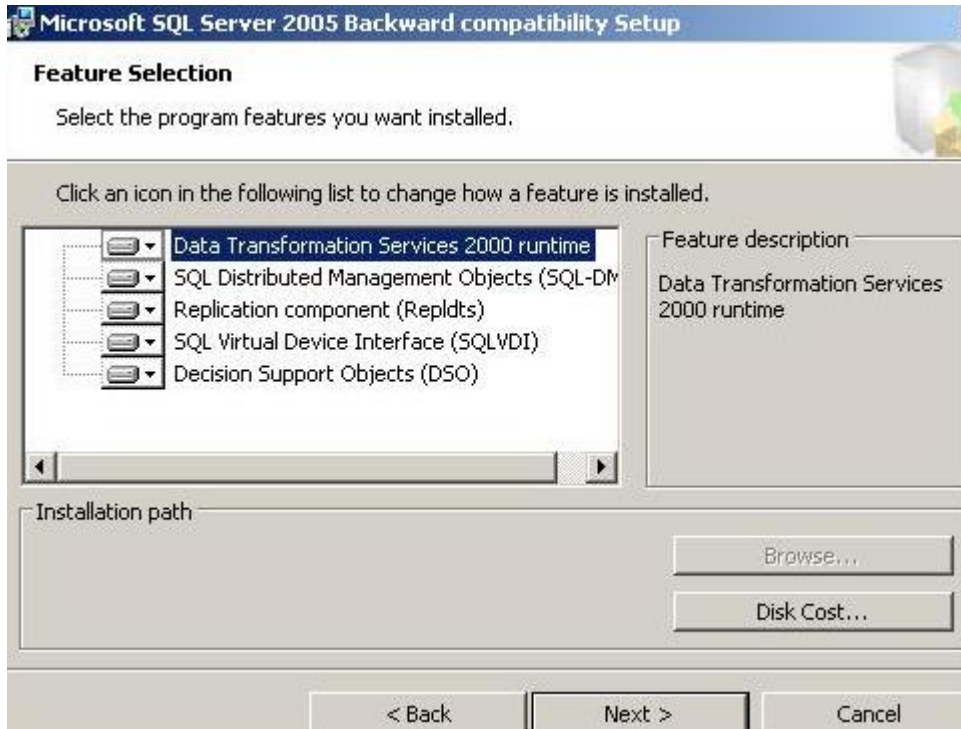 Microsoft SQL Server 2005 Backward compatibility Setup
Feature Selection
Select the program features you want installed.
Click an icon in the following list to change how a feature is installed.
Data Transformation Services 2000 runtime
SQL Distributed Management Objects (SQL-DM
Replication component (Repldts)
SQL Virtual Device Interface (SQLVDI)
Decision Support Objects (DSO)
Feature description
Data Transformation Services
2000 runtime
Installation path
Browse...
Disk Cost...
< Back
Next >
Cancel